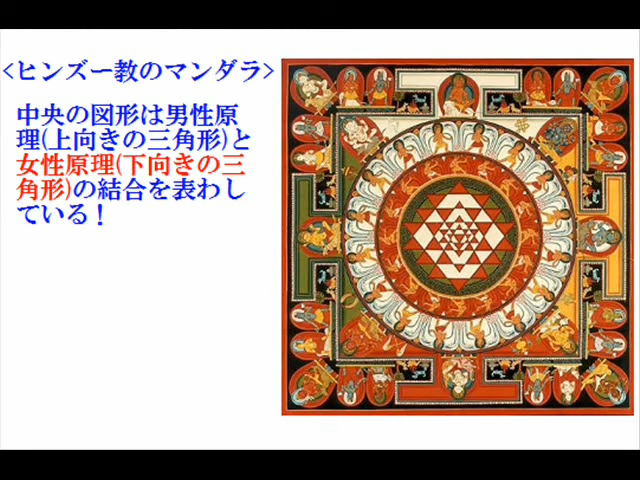 <ヒンズー教のマンダラ>
中央の図形は男性原
理(上向きの三角形)と
女性原理(下向きの三
角形)の結合を表わし
ている！